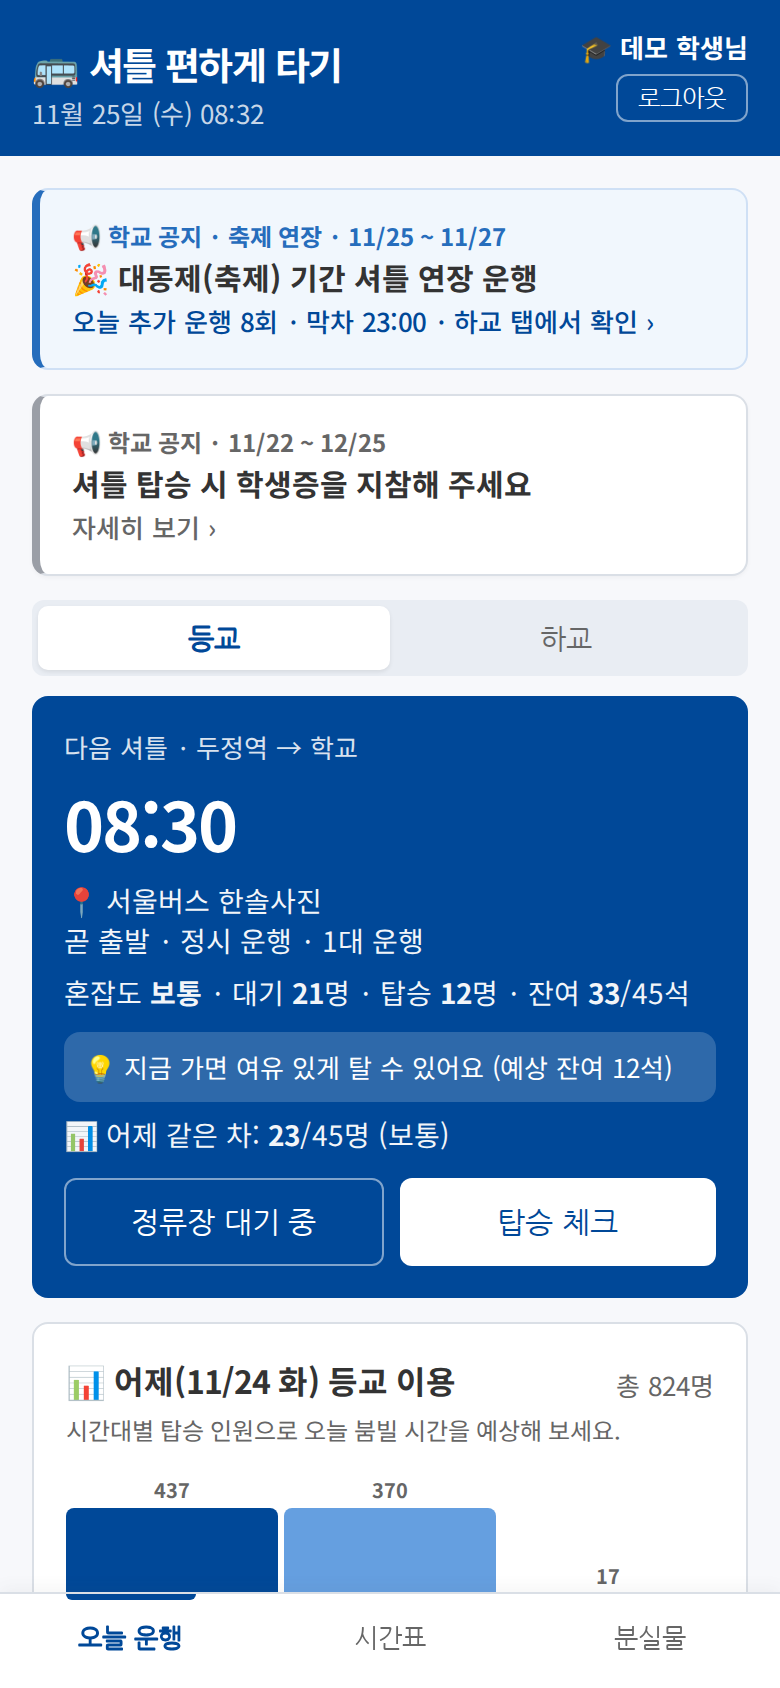 🚌 셔틀 편하게 타기
11월 25일 (수) 08:32
🎓 데모 학생님
로그아웃
📢 학교 공지 · 축제 연장 · 11/25 ~ 11/27
🎉 대동제(축제) 기간 셔틀 연장 운행
오늘 추가 운행 8회 · 막차 23:00 · 하교 탭에서 확인 ›
📢 학교 공지 · 11/22 ~ 12/25
셔틀 탑승 시 학생증을 지참해 주세요
자세히 보기 ›
등교
하교
다음 셔틀 · 두정역 → 학교
08:30
📍 서울버스 한솔사진
곧 출발 · 정시 운행 · 1대 운행
혼잡도 보통 · 대기 21명 · 탑승 12명 · 잔여 33/45석
💡 지금 가면 여유 있게 탈 수 있어요 (예상 잔여 12석)
📊 어제 같은 차: 23/45명 (보통)
정류장 대기 중
탑승 체크
📊 어제(11/24 화) 등교 이용
총 824명
시간대별 탑승 인원으로 오늘 붐빌 시간을 예상해 보세요.
437
370
17
오늘 운행
시간표
분실물